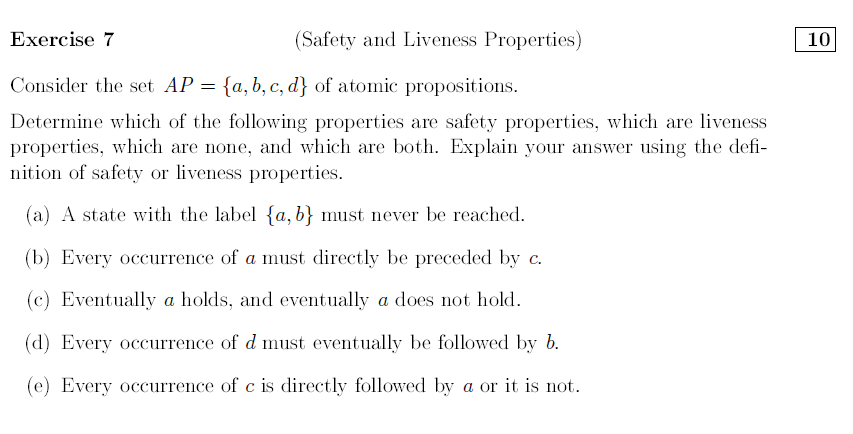 Exercise 7 (Safety and Liveness Properties) 10
Consider the set AP = {a, b, c, d} of atomic propositions.
Determine which of the following properties are safety properties, which are liveness
properties, which are none, and which are both. Explain your answer using the defi-
nition of safety or liveness properties.
(a) A state with the label {a, b} must never be reached.
(b) Every occurrence of a must directly be preceded by c.
(c) Eventually a holds, and eventually a does not hold.
(d) Every occurrence of d must eventually be followed by b.
(e) Every occurrence of c is directly followed by a or it is not.